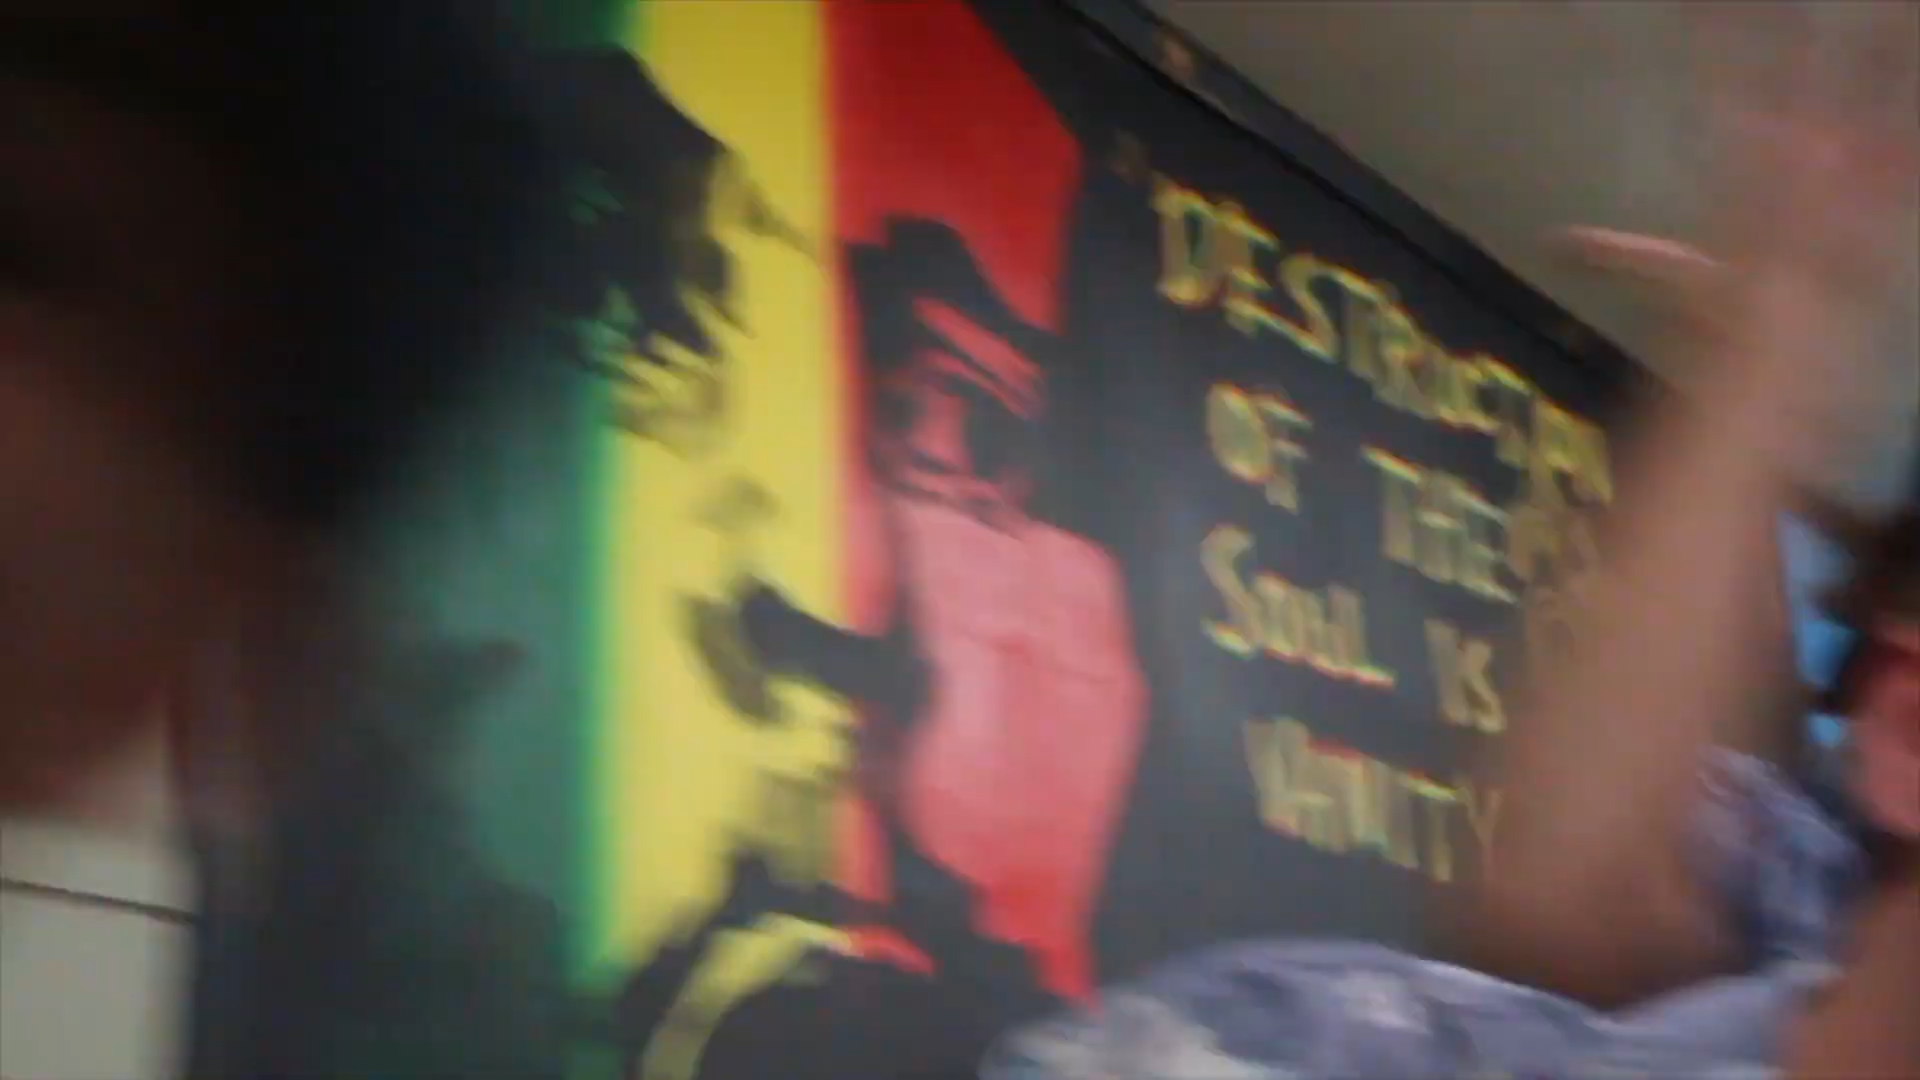 DESTRUCTION
OF THE
SOUL IS
VANITY